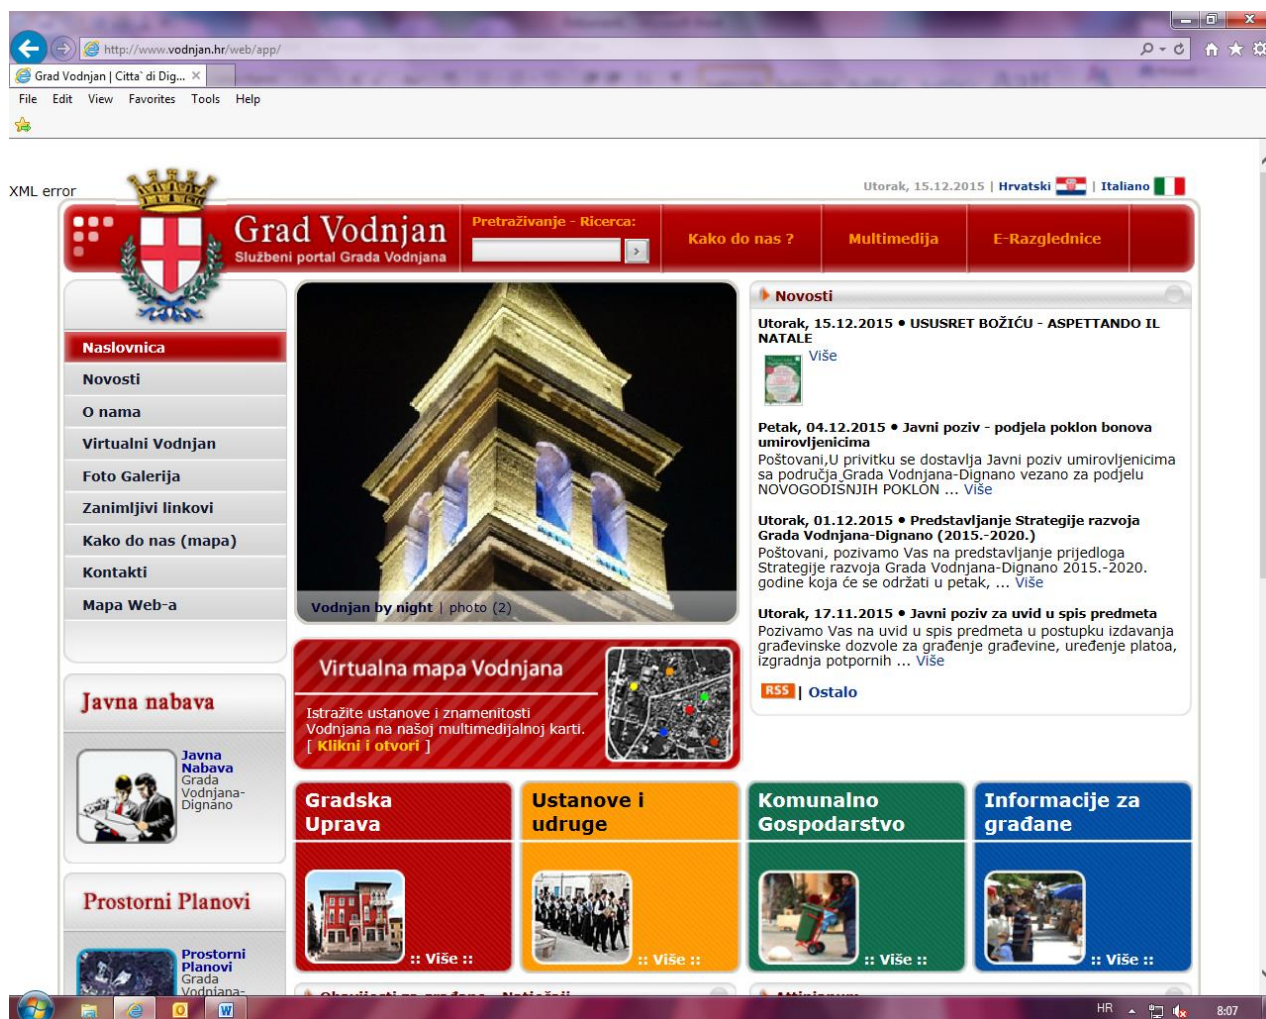 http://www.vodnjan.hr/web/app/
Grad Vodnjan | Citta` di Dig...
File Edit View Favorites Tools Help
XML error
Utorak, 15.12.2015 | Hrvatski | Italiano
Grad Vodnjan
Službeni portal Grada Vodnjana
Pretraživanje - Ricerca:
Kako do nas ?
Multimedija
E-Razglednice
Naslovnica
Novosti
O nama
Virtualni Vodnjan
Foto Galerija
Zanimljivi linkovi
Kako do nas (mapa)
Kontakti
Mapa Web-a
Javna nabava
Javna
Nabava
Grada
Vodnjana-
Dignano
Prostorni Planovi
Prostorni
Planovi
Grada
Vodnjana-
Vodnjan by night | photo (2)
Virtualna mapa Vodnjana
Istražite ustanove i znamenitosti
Vodnjana na našoj multimedijalnoj karti.
[ Klikni i otvori ]
Novosti
Utorak, 15.12.2015 • USUSRET BOŽIĆU - ASPETTANDO IL
NATALE
Više
Petak, 04.12.2015 • Javni poziv - podjela poklon bonova
umirovljenicima
Poštovani,U privitku se dostavlja Javni poziv umirovljenicima
sa područja Grada Vodnjana-Dignano vezano za podjelu
NOVOGODIŠNJIH POKLON ... Više
Utorak, 01.12.2015 • Predstavljanje Strategije razvoja
Grada Vodnjana-Dignano (2015.-2020.)
Poštovani, pozivamo Vas na predstavljanje prijedloga
Strategije razvoja Grada Vodnjana-Dignano 2015.-2020.
godine koja će se održati u petak, ... Više
Utorak, 17.11.2015 • Javni poziv za uvid u spis predmeta
Pozivamo Vas na uvid u spis predmeta u postupku izdavanja
građevinske dozvole za građenje građevine, uređenje platoa,
izgradnja potpornih ... Više
RSS | Ostalo
Gradska
Uprava
:: Više ::
Ustanove i
udruge
:: Više ::
Komunalno
Gospodarstvo
:: Više ::
Informacije za
građane
:: Više ::
Obavijesti za građane - Natječaji
Attinianum
HR
8:07